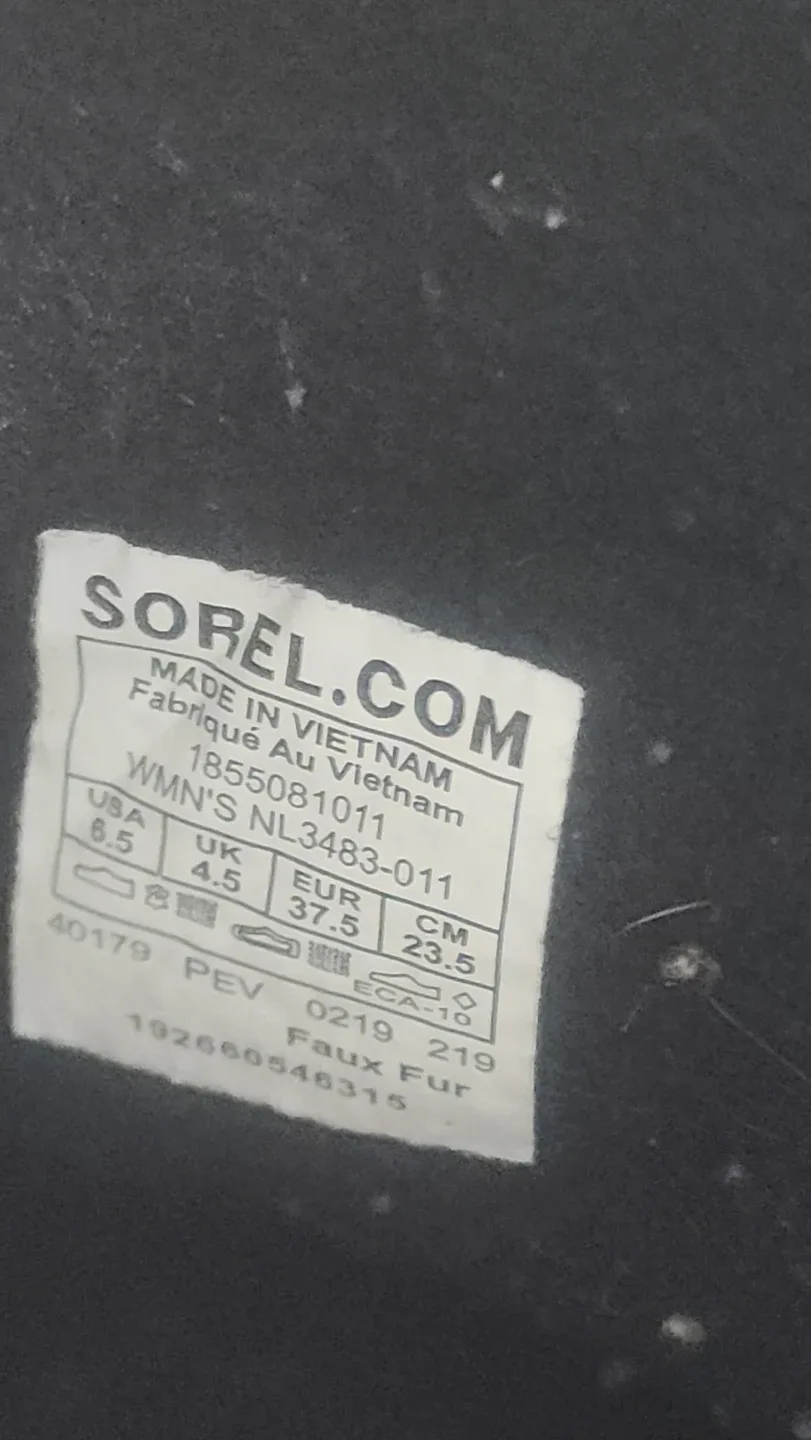 SOREL.COM
MADE IN VIETNAM
Fabriqué Au Vietnam
1855081011
WMN'S NL3483-011
USA UK EUR CM
6.5 4.5 37.5 23.5
ECA-10
40179 PEV 0219 219
Faux Fur
192660546315